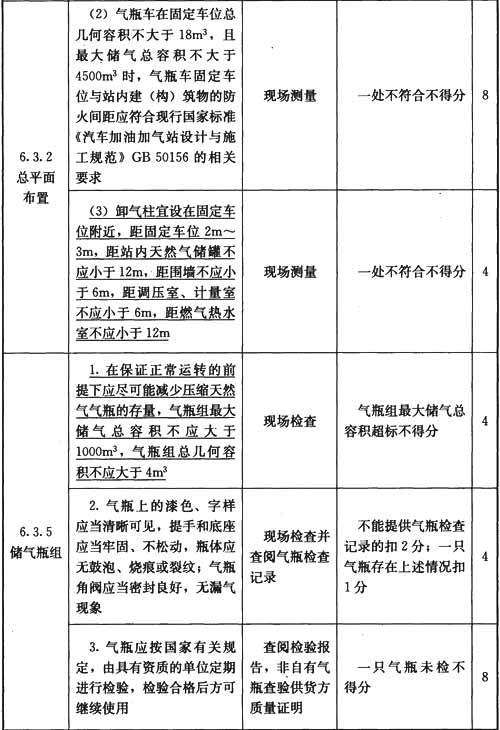 6.3.2
总平面
布置
（2）气瓶车在固定车位总
几何容积不大于 18m³，且
最大储气总容积不大于
4500m³ 时，气瓶车固定车
位与站内建（构）筑物的防
火间距应符合现行国家标准
《汽车加油加气站设计与施
工规范》GB 50156 的相关
要求
现场测量
一处不符合不得分
8
（3）卸气柱宜设在固定车
位附近，距固定车位 2m～
3m，距站内天然气储罐不
应小于 12m，距围墙不应小
于 6m，距调压室、计量室
不应小于 6m，距燃气热水
室不应小于 12m
现场测量
一处不符合不得分
4
6.3.5
储气瓶组
1. 在保证正常运转的前
提下应尽可能减少压缩天然
气气瓶的存量，气瓶组最大
储气总容积不应大于
1000m³，气瓶组总几何容
积不应大于 4m³
现场检查
气瓶组最大储气总
容积超标不得分
4
2. 气瓶上的漆色、字样
应当清晰可见，提手和底座
应当牢固、不松动，瓶体应
无鼓泡、烧痕或裂纹；气瓶
角阀应当密封良好，无漏气
现象
现场检查并
查阅气瓶检查
记录
不能提供气瓶检查
记录的扣 2 分；一只
气瓶存在上述情况扣
1 分
4
3. 气瓶应按国家有关规
定，由具有资质的单位定期
进行检验，检验合格后方可
继续使用
查阅检验报
告，非自有气
瓶查验供货方
质量证明
一只气瓶未检不
得分
8